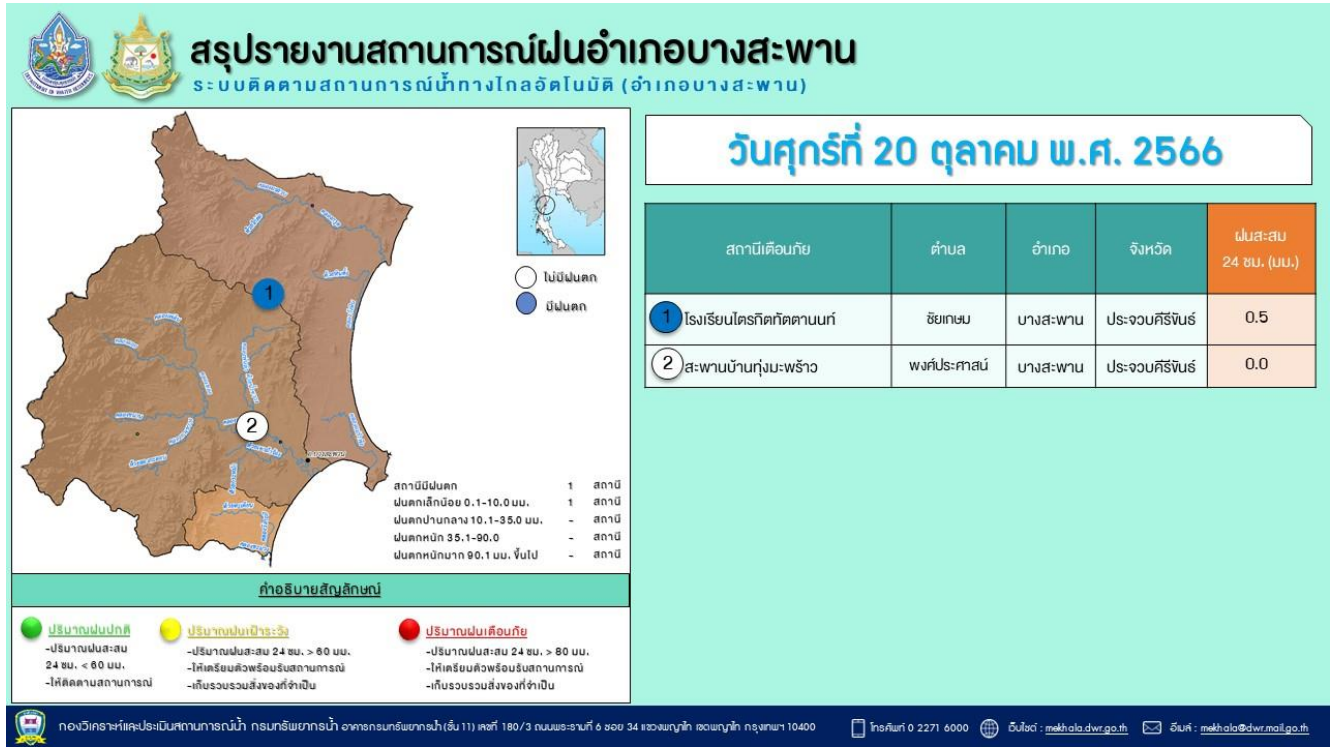 สรุปรายงานสถานการณ์ฝนอำเภอบางสะพาน
ระบบติดตามสถานการณ์น้ำทางไกลอัตโนมัติ (อำเภอบางสะพาน)
วันศุกร์ที่ 20 ตุลาคม พ.ศ. 2566
ไม่มีฝนตก
มีฝนตก
1
2
สถานีมีฝนตก 1 สถานี
ฝนตกเล็กน้อย 0.1-10.0 มม. 1 สถานี
ฝนตกปานกลาง 10.1-35.0 มม. - สถานี
ฝนตกหนัก 35.1-90.0 - สถานี
ฝนตกหนักมาก 90.1 มม. ขึ้นไป - สถานี
สถานีเตือนภัย ตำบล อำเภอ จังหวัด ฝนสะสม
24 ชม. (มม.)
1 โรงเรียนไตรกิตทัตตานนท์ ชัยเกษม บางสะพาน ประจวบคีรีขันธ์ 0.5
2 สะพานบ้านทุ่งมะพร้าว พงศ์ประศาสน์ บางสะพาน ประจวบคีรีขันธ์ 0.0
คำอธิบายสัญลักษณ์
ปริมาณฝนปกติ
-ปริมาณฝนสะสม
24 ชม. < 60 มม.
-ให้ติดตามสถานการณ์
ปริมาณฝนเฝ้าระวัง
-ปริมาณฝนสะสม 24 ชม. > 60 มม.
-ให้เตรียมตัวพร้อมรับสถานการณ์
-เก็บรวบรวมสิ่งของที่จำเป็น
ปริมาณฝนเตือนภัย
-ปริมาณฝนสะสม 24 ชม. > 80 มม.
-ให้เตรียมตัวพร้อมรับสถานการณ์
-เก็บรวบรวมสิ่งของที่จำเป็น
กองวิเคราะห์และประเมินสถานการณ์น้ำ กรมทรัพยากรน้ำ อาคารกรมทรัพยากรน้ำ (ชั้น 11) เลขที่ 180/3 ถนนพระรามที่ 6 ซอย 34 แขวงพญาไท เขตพญาไท กรุงเทพฯ 10400 โทรศัพท์ 0 2271 6000 เว็บไซต์ : mekhala.dwr.go.th อีเมล์ : mekhala@dwr.mail.go.th